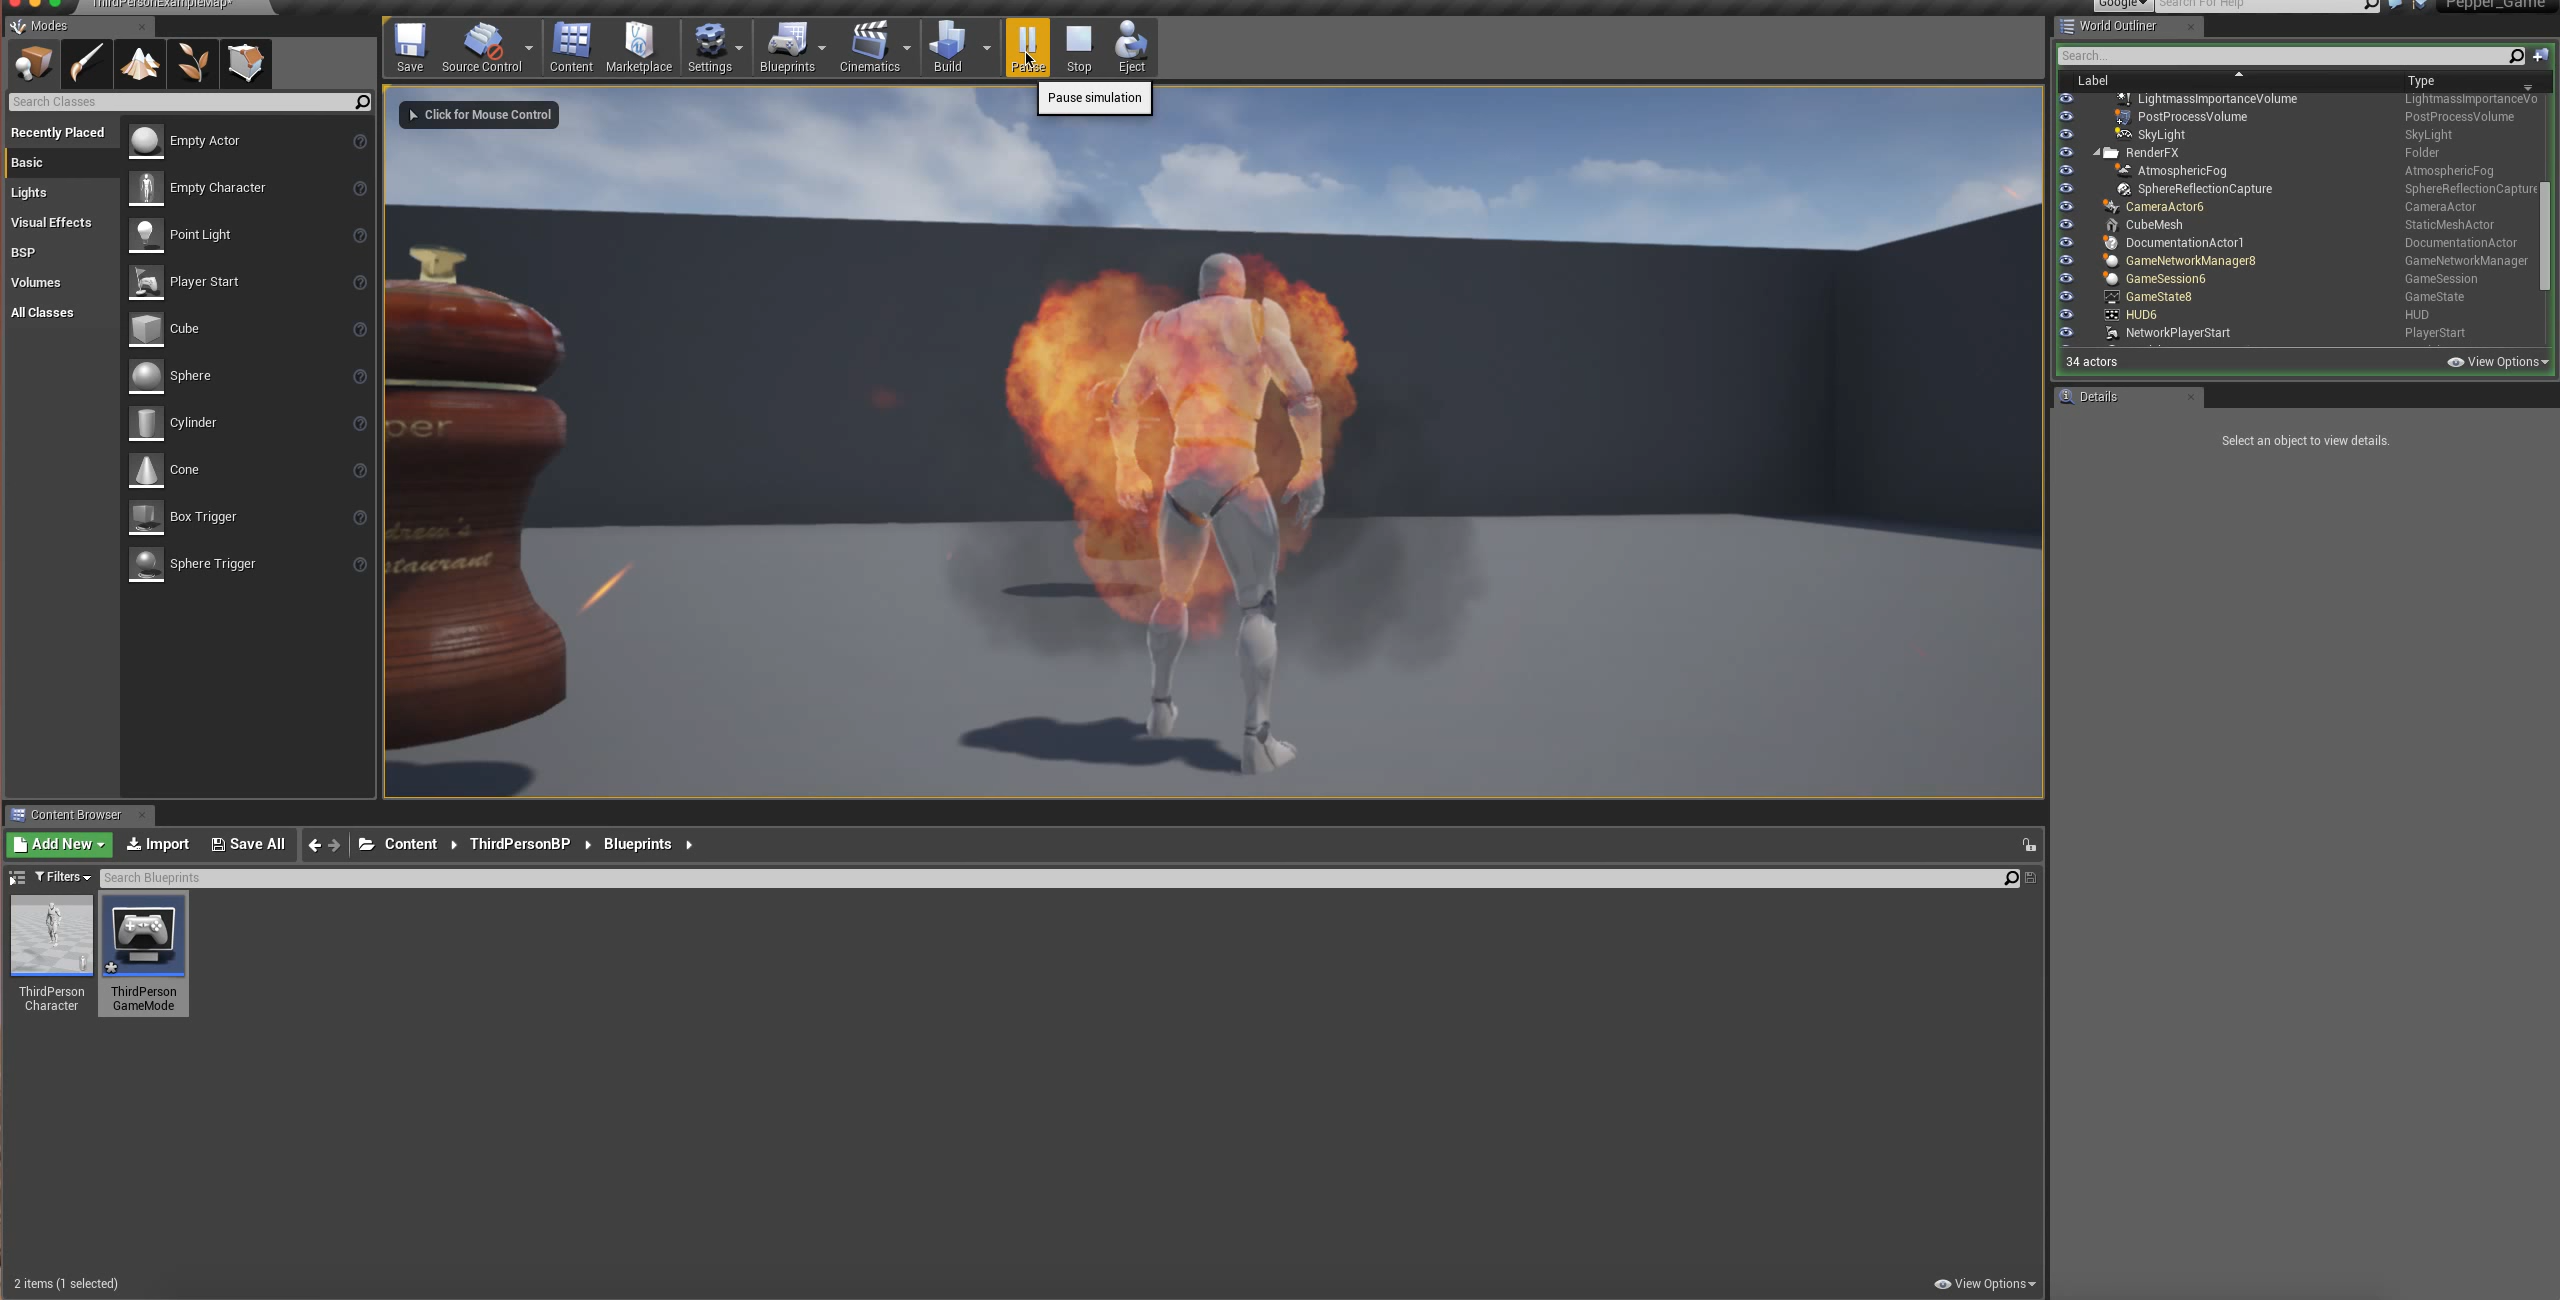 ThirdPersonExampleMap*
Google
Search For Help
Pepper_Game
Modes
Save
Source Control
Content
Marketplace
Settings
Blueprints
Cinematics
Build
Pause
Stop
Eject
Pause simulation
Click for Mouse Control
Search Classes
Recently Placed
Basic
Lights
Visual Effects
BSP
Volumes
All Classes
Empty Actor
Empty Character
Point Light
Player Start
Cube
Sphere
Cylinder
Cone
Box Trigger
Sphere Trigger
per
drew's
staurant
World Outliner
Search...
Label Type
LightmassImportanceVolume LightmassImportanceVo
PostProcessVolume PostProcessVolume
SkyLight SkyLight
RenderFX Folder
AtmosphericFog AtmosphericFog
SphereReflectionCapture SphereReflectionCapture
CameraActor6 CameraActor
CubeMesh StaticMeshActor
DocumentationActor1 DocumentationActor
GameNetworkManager8 GameNetworkManager
GameSession6 GameSession
GameState8 GameState
HUD6 HUD
NetworkPlayerStart PlayerStart
34 actors View Options
Details
Select an object to view details.
Content Browser
Add New Import Save All Content ThirdPersonBP Blueprints
Filters Search Blueprints
ThirdPerson
Character
ThirdPerson
GameMode
2 items (1 selected) View Options